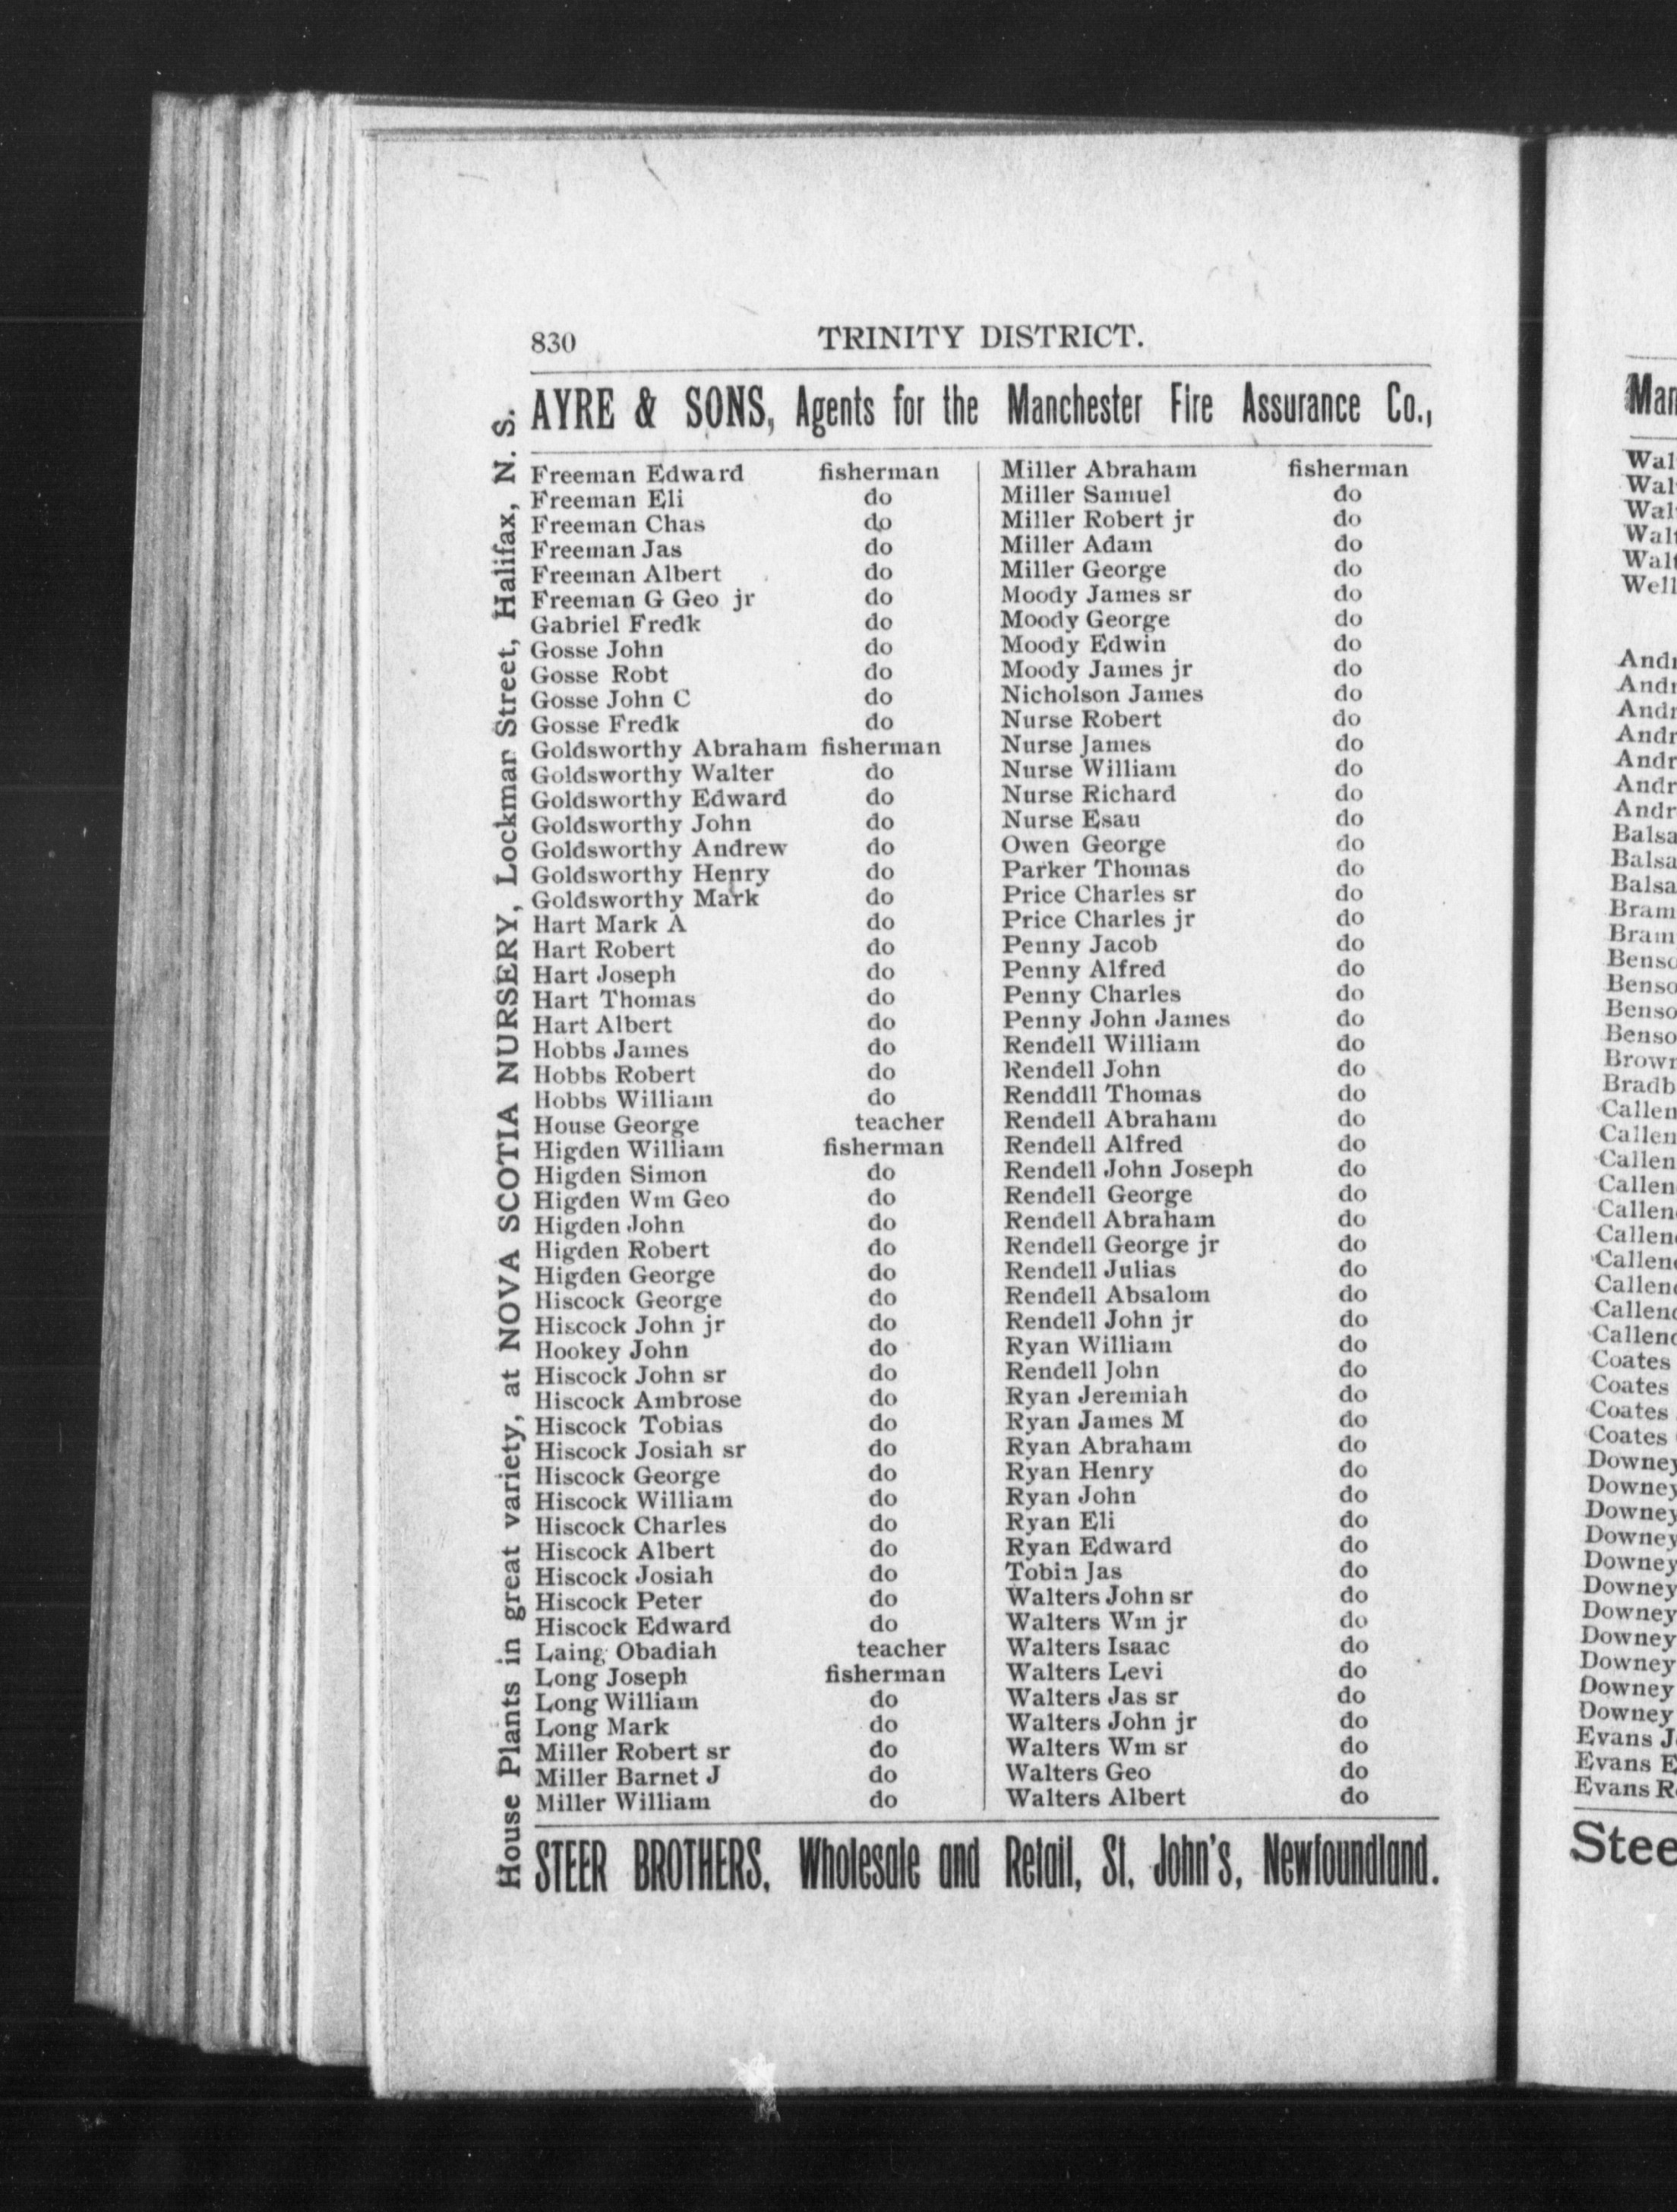 830 TRINITY DISTRICT.
AYRE & SONS, Agents for the Manchester Fire Assurance Co.,
House Plants in great variety, at NOVA SCOTIA NURSERY, Lockman Street, Halifax, N. S.
Freeman Edward fisherman
Freeman Eli do
Freeman Chas do
Freeman Jas do
Freeman Albert do
Freeman G Geo jr do
Gabriel Fredk do
Gosse John do
Gosse Robt do
Gosse John C do
Gosse Fredk do
Goldsworthy Abraham fisherman
Goldsworthy Walter do
Goldsworthy Edward do
Goldsworthy John do
Goldsworthy Andrew do
Goldsworthy Henry do
Goldsworthy Mark do
Hart Mark A do
Hart Robert do
Hart Joseph do
Hart Thomas do
Hart Albert do
Hobbs James do
Hobbs Robert do
Hobbs William do
House George teacher
Higden William fisherman
Higden Simon do
Higden Wm Geo do
Higden John do
Higden Robert do
Higden George do
Hiscock George do
Hiscock John jr do
Hookey John do
Hiscock John sr do
Hiscock Ambrose do
Hiscock Tobias do
Hiscock Josiah sr do
Hiscock George do
Hiscock William do
Hiscock Charles do
Hiscock Albert do
Hiscock Josiah do
Hiscock Peter do
Hiscock Edward do
Laing Obadiah teacher
Long Joseph fisherman
Long William do
Long Mark do
Miller Robert sr do
Miller Barnet J do
Miller William do
Miller Abraham fisherman
Miller Samuel do
Miller Robert jr do
Miller Adam do
Miller George do
Moody James sr do
Moody George do
Moody Edwin do
Moody James jr do
Nicholson James do
Nurse Robert do
Nurse James do
Nurse William do
Nurse Richard do
Nurse Esau do
Owen George do
Parker Thomas do
Price Charles sr do
Price Charles jr do
Penny Jacob do
Penny Alfred do
Penny Charles do
Penny John James do
Rendell William do
Rendell John do
Renddll Thomas do
Rendell Abraham do
Rendell Alfred do
Rendell John Joseph do
Rendell George do
Rendell Abraham do
Rendell George jr do
Rendell Julias do
Rendell Absalom do
Rendell John jr do
Ryan William do
Rendell John do
Ryan Jeremiah do
Ryan James M do
Ryan Abraham do
Ryan Henry do
Ryan John do
Ryan Eli do
Ryan Edward do
Tobin Jas do
Walters John sr do
Walters Wm jr do
Walters Isaac do
Walters Levi do
Walters Jas sr do
Walters John jr do
Walters Wm sr do
Walters Geo do
Walters Albert do
STEER BROTHERS, Wholesale and Retail, St. John's, Newfoundland.
Coates
Coates
Coates
Coates
Downey
Downey
Downey
Downey
Downey
Downey
Downey
Downey
Downey
Downey
Downey
Evans J
Evans E
Evans R